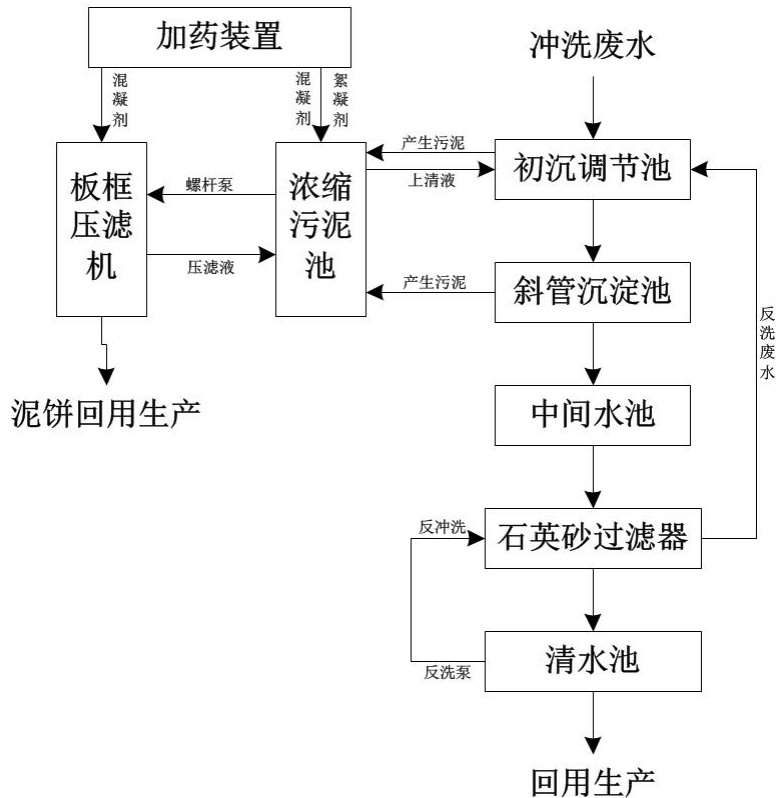 加药装置
冲洗废水
混凝剂
混凝剂
絮凝剂
产生污泥
初沉调节池
板框
压滤
机
螺杆泵
浓缩
污泥
池
上清液
压滤液
产生污泥
斜管沉淀池
反洗废水
泥饼回用生产
中间水池
反冲洗
石英砂过滤器
清水池
反洗泵
回用生产